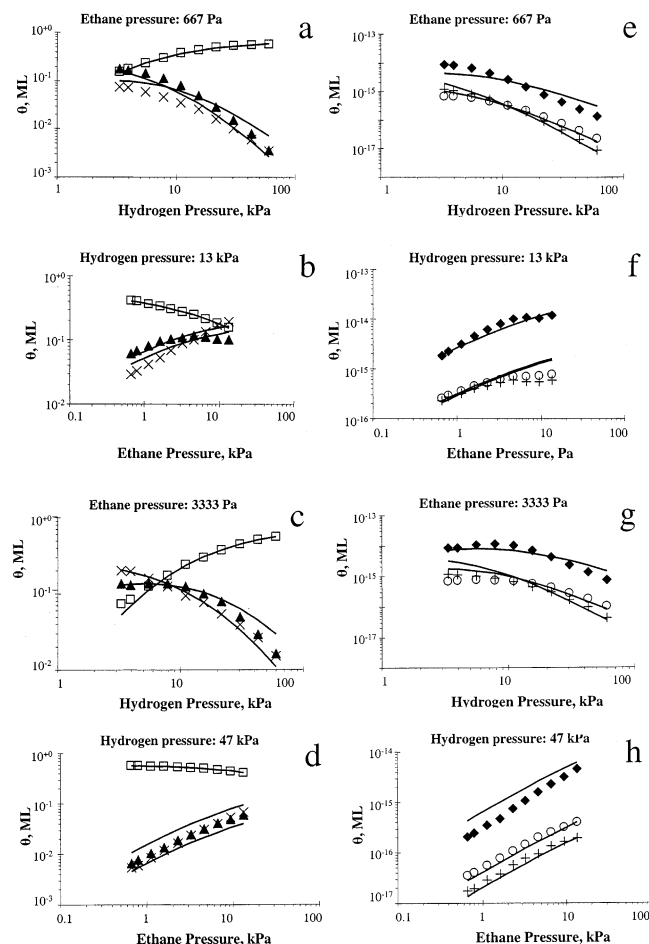 Ethane pressure: 667 Pa
a
10^0
10^-1
10^-2
10^-3
θ, ML
1
10
100
Hydrogen Pressure, kPa
Ethane pressure: 667 Pa
e
10^-13
10^-15
10^-17
θ, ML
1
10
100
Hydrogen Pressure, kPa
Hydrogen pressure: 13 kPa
b
10^0
10^-1
10^-2
θ, ML
0.1
1
10
100
Ethane Pressure, kPa
Hydrogen pressure: 13 kPa
f
10^-13
10^-14
10^-15
10^-16
θ, ML
0.1
1
10
100
Ethane Pressure, Pa
Ethane pressure: 3333 Pa
c
10^0
10^-1
10^-2
θ, ML
1
10
100
Hydrogen Pressure, kPa
Ethane pressure: 3333 Pa
g
10^-13
10^-15
10^-17
θ, ML
1
10
100
Hydrogen Pressure, kPa
Hydrogen pressure: 47 kPa
d
10^0
10^-1
10^-2
10^-3
θ, ML
0.1
1
10
100
Ethane Pressure, kPa
Hydrogen pressure: 47 kPa
h
10^-14
10^-15
10^-16
10^-17
θ, ML
0.1
1
10
100
Ethane Pressure, kPa